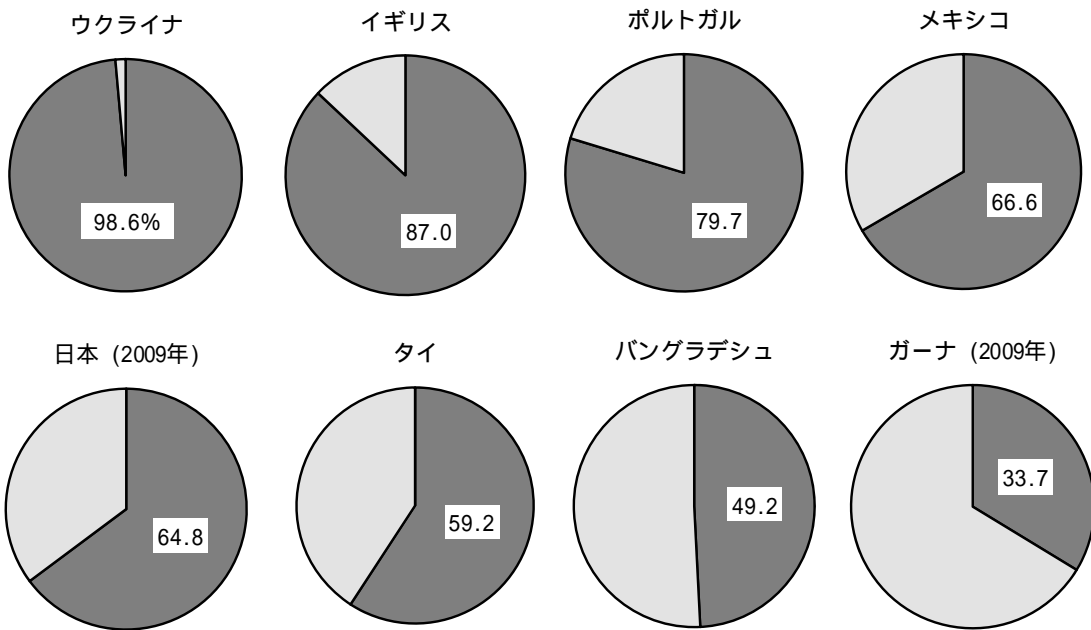 ウクライナ
イギリス
ポルトガル
メキシコ
98.6%
87.0
79.7
66.6
日本 (2009年)
タイ
バングラデシュ
ガーナ (2009年)
64.8
59.2
49.2
33.7